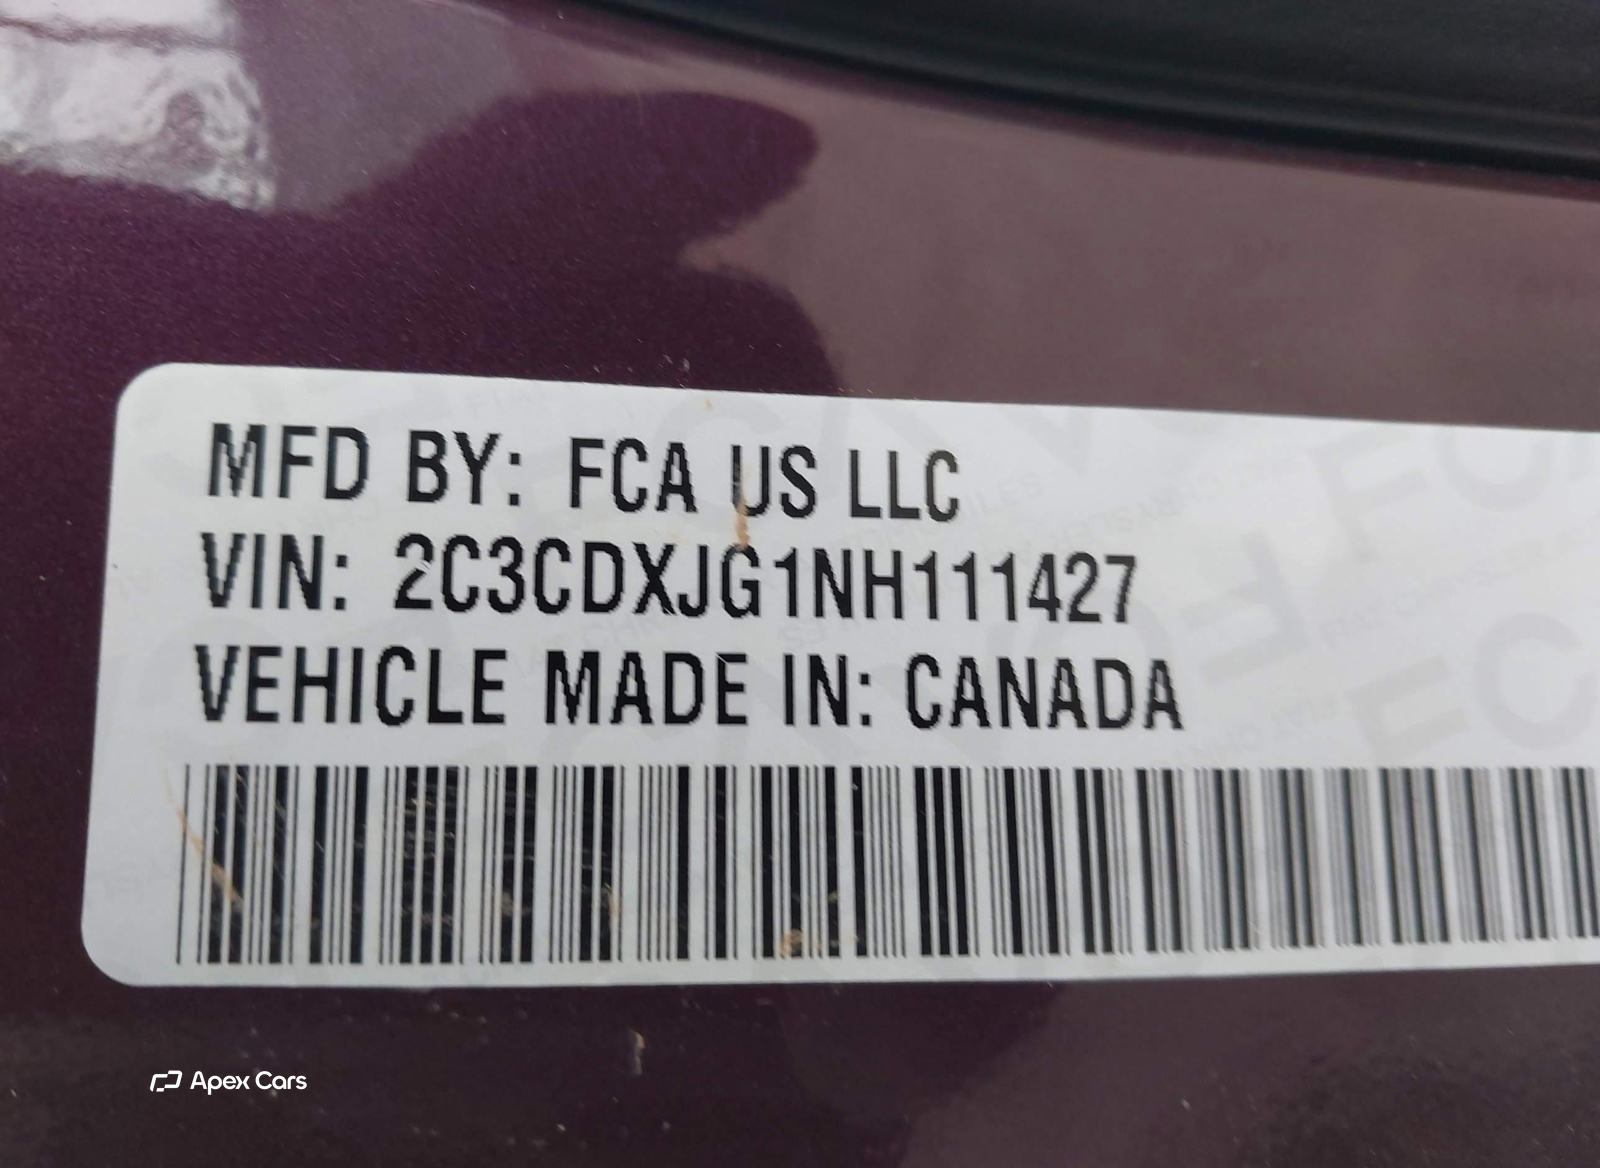 MFD BY: FCA US LLC
VIN: 2C3CDXJG1NH111427
VEHICLE MADE IN: CANADA
Apex Cars